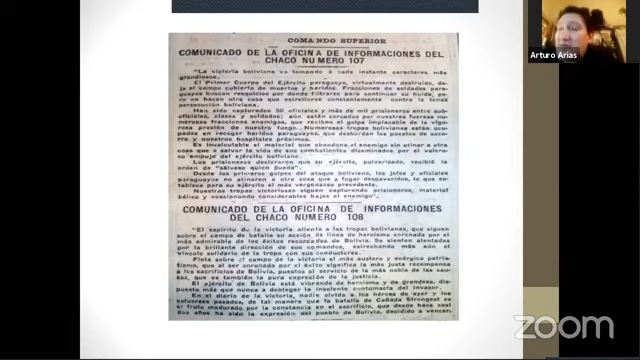 COMANDO SUPERIOR
COMUNICADO DE LA OFICINA DE INFORMACIONES DEL
CHACO NUMERO 107
"La victoria boliviana va tomando a cada instante caracteres más
grandiosos.
El Primer Cuerpo del Ejército paraguayo, virtualmente destruído, de-
ja el campo cubierto de muertos y heridos. Fracciones de soldados para-
guayos buscan resquicios por donde filtrarse para continuar su huída, pe-
ro no hacen otra cosa que estrellarse constantemente contra la tenaz
persecución boliviana.
Han sido capturados 50 oficiales y más de mil prisioneros entre sub-
oficiales, clases y soldados; aún están cercadas por nuestras fuerzas nu-
merosas fracciones enemigas, que reciben el golpe implacable de la vigo-
rosa presión de nuestro fuego. Numerosas tropas bolivianas están ocu-
padas en recoger heridos paraguayos, que desbordan los puestos de soco-
rro y nuestros hospitales próximos.
Es incalculable el material que abandona el enemigo sin atinar a otra
cosa que a salvar la vida de sus combatientes diseminados por el valero-
so empuje del ejército boliviano.
Los prisioneros declararon que su ejército, pulverizado, recibió la
orden de "sálvese quien pueda".
Desde los primeros golpes del ataque boliviano, los jefes y oficiales
paraguayos no atinaron a otra cosa que a fugar despavoridos, lo que es-
tablece para su ejército el más vergonzoso precedente.
Nuestras tropas victoriosas siguen capturando prisioneros, material
bélico y ocasionando considerables bajas al enemigo".
COMUNICADO DE LA OFICINA DE INFORMACIONES
DEL CHACO NUMERO 108
"El espíritu de la victoria alienta a las tropas bolivianas, que siguen
sobre el campo de batalla su acción de línea de heroísmo coronada por el
más admirable de los éxitos recordados de Bolivia. Se sienten alentadas
por la brillante dirección de sus comandos, estrechando más aún el
vínculo solidario de la tropa con sus conductores.
Flota sobre el campo de la victoria el más austero y enérgico patrio-
tismo, que al ser coronado por el éxito significa la más justa recompensa
a los sacrificios de Bolivia, puestos al servicio de la más noble de las cau-
sas, que es también la pura expresión de la justicia.
El ejército de Bolivia está vibrando de heroísmo y de grandeza, dis-
puesto más que nunca a doblegar la insolente contumacia del invasor.
En el diario de la victoria, nadie olvida a los héroes de ayer y los
esfuerzos pasados, de tal manera que la batalla de Cañada Strongest es
el fruto madurado por la constancia en el sacrificio, que desde hace casi
dos años ha sido la expresión del pueblo de Bolivia, decidido a vencer.
Arturo Arias
zoom